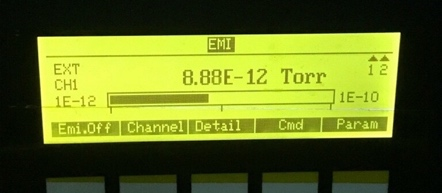 EMI
EXT 8.88E-12 Torr 1 2
CH1
1E-12 1E-10
Emi.Off Channel Detail Cmd Param